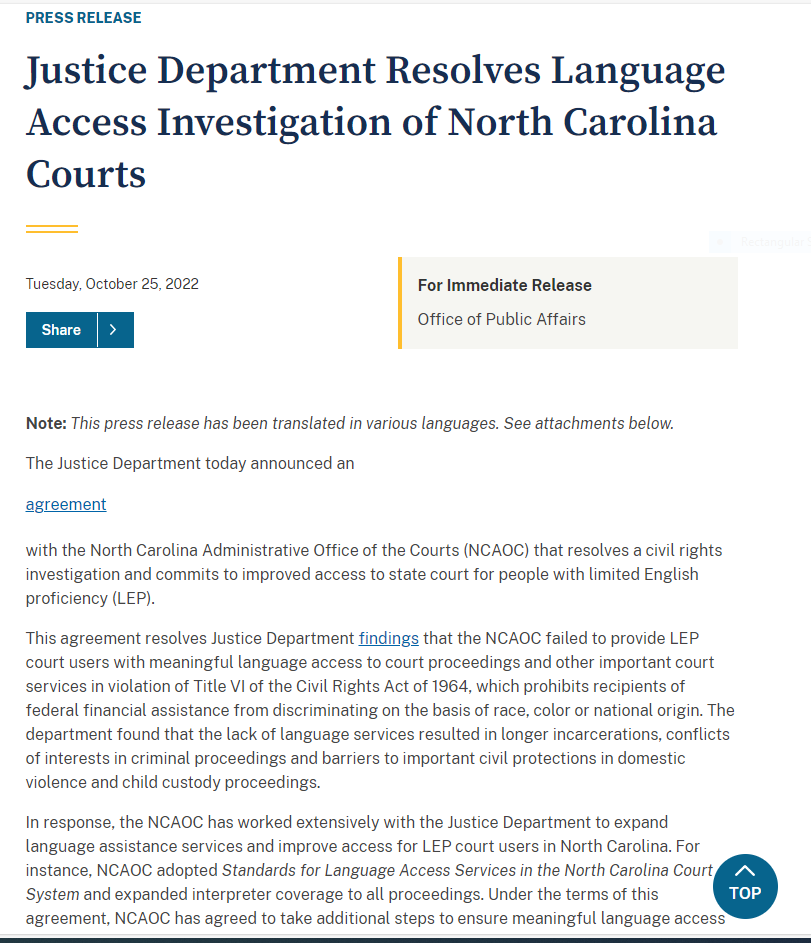 PRESS RELEASE
Justice Department Resolves Language
Access Investigation of North Carolina
Courts
Rectangular
Tuesday, October 25, 2022
For Immediate Release
Office of Public Affairs
Share
Note: This press release has been translated in various languages. See attachments below.
The Justice Department today announced an
agreement
with the North Carolina Administrative Office of the Courts (NCAOC) that resolves a civil rights
investigation and commits to improved access to state court for people with limited English
proficiency (LEP).
This agreement resolves Justice Department findings that the NCAOC failed to provide LEP
court users with meaningful language access to court proceedings and other important court
services in violation of Title VI of the Civil Rights Act of 1964, which prohibits recipients of
federal financial assistance from discriminating on the basis of race, color or national origin. The
department found that the lack of language services resulted in longer incarcerations, conflicts
of interests in criminal proceedings and barriers to important civil protections in domestic
violence and child custody proceedings.
In response, the NCAOC has worked extensively with the Justice Department to expand
language assistance services and improve access for LEP court users in North Carolina. For
instance, NCAOC adopted Standards for Language Access Services in the North Carolina Court
System and expanded interpreter coverage to all proceedings. Under the terms of this
agreement, NCAOC has agreed to take additional steps to ensure meaningful language access
TOP